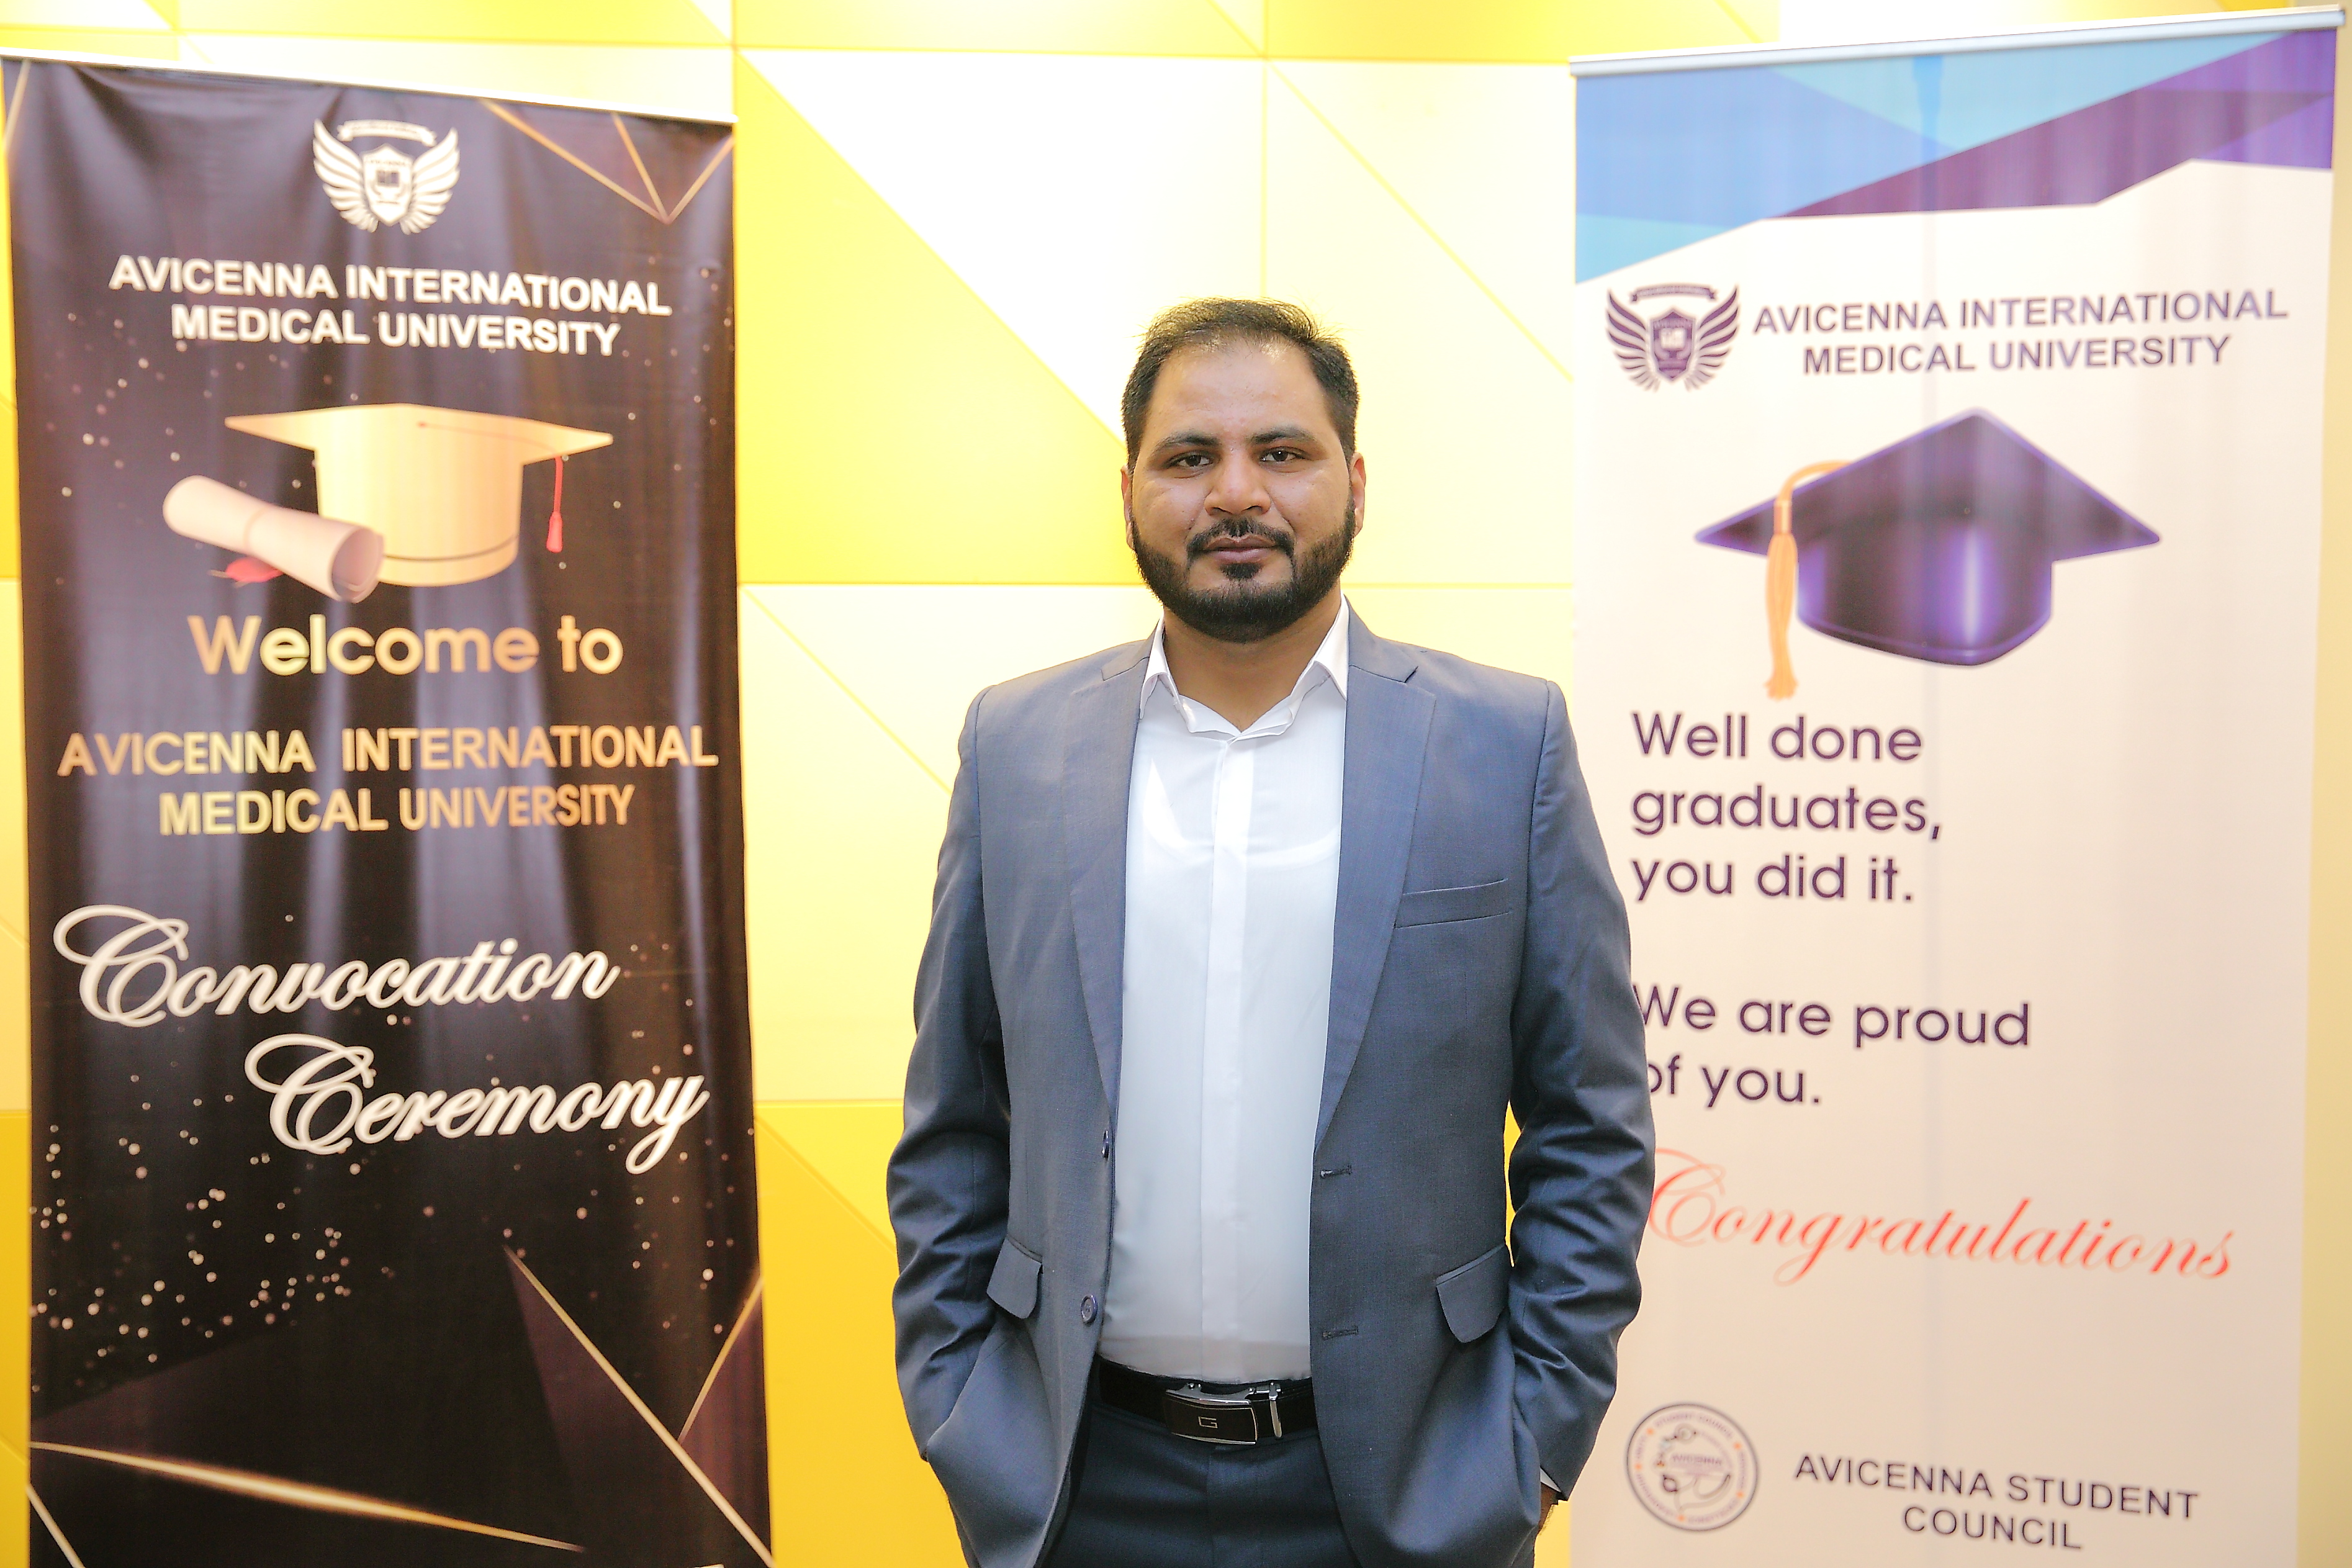 AVICENNA INTERNATIONAL
MEDICAL UNIVERSITY
Welcome to
AVICENNA INTERNATIONAL
MEDICAL UNIVERSITY
Convocation
Ceremony
AVICENNA INTERNATIONAL
MEDICAL UNIVERSITY
Well done
graduates,
you did it.
We are proud
of you.
Congratulations
AVICENNA
AVICENNA STUDENT
COUNCIL
G